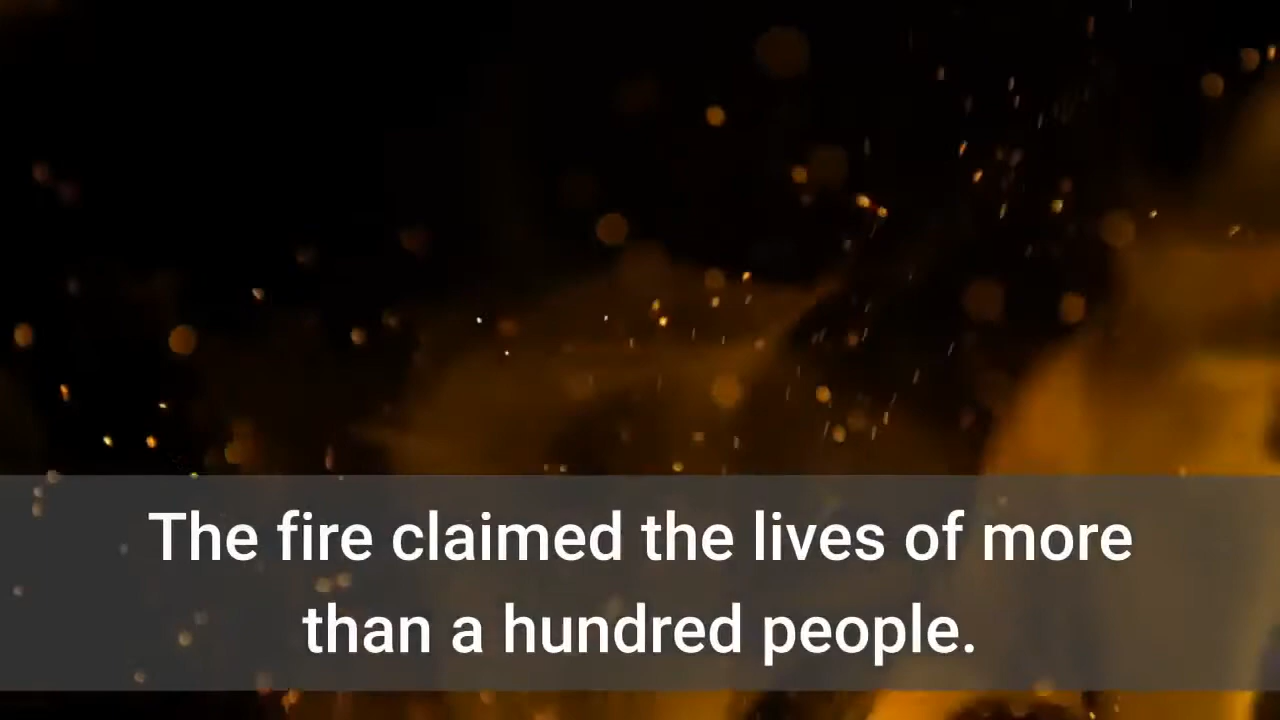 The fire claimed the lives of more
than a hundred people.